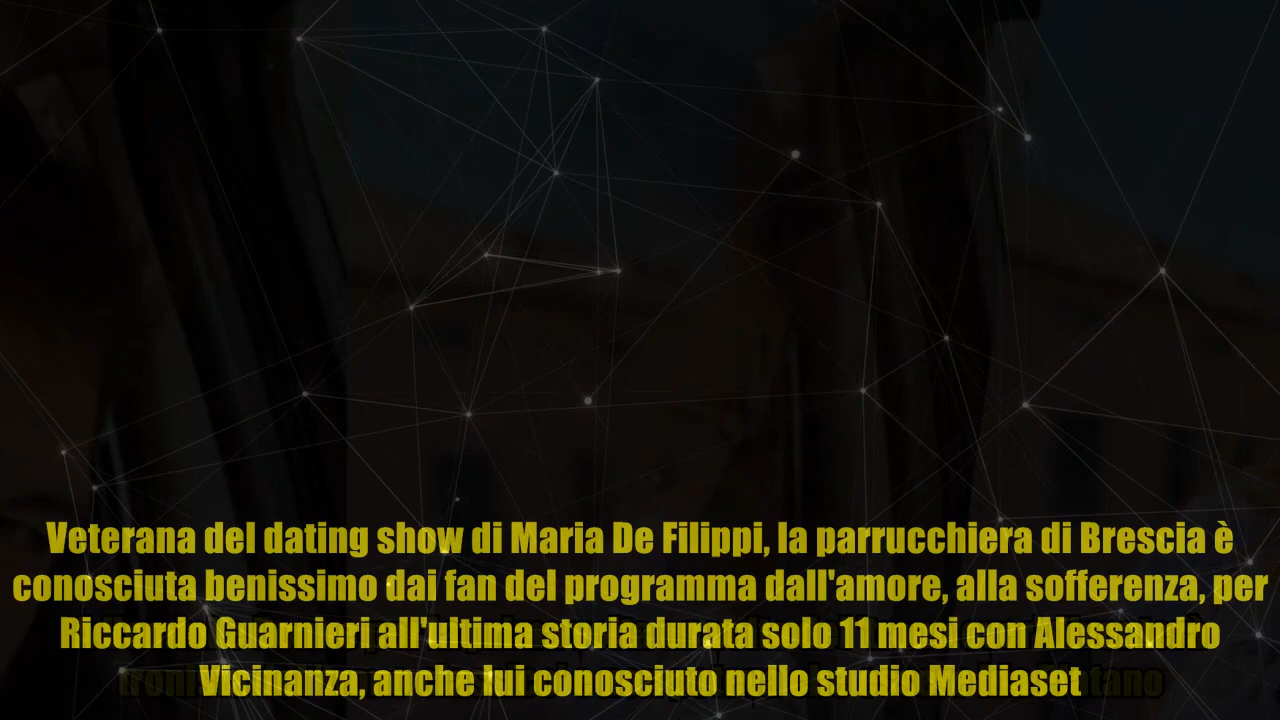 Veterana del dating show di Maria De Filippi, la parrucchiera di Brescia è
conosciuta benissimo dai fan del programma dall'amore, alla sofferenza, per
Riccardo Guarnieri all'ultima storia durata solo 11 mesi con Alessandro
Vicinanza, anche lui conosciuto nello studio Mediaset